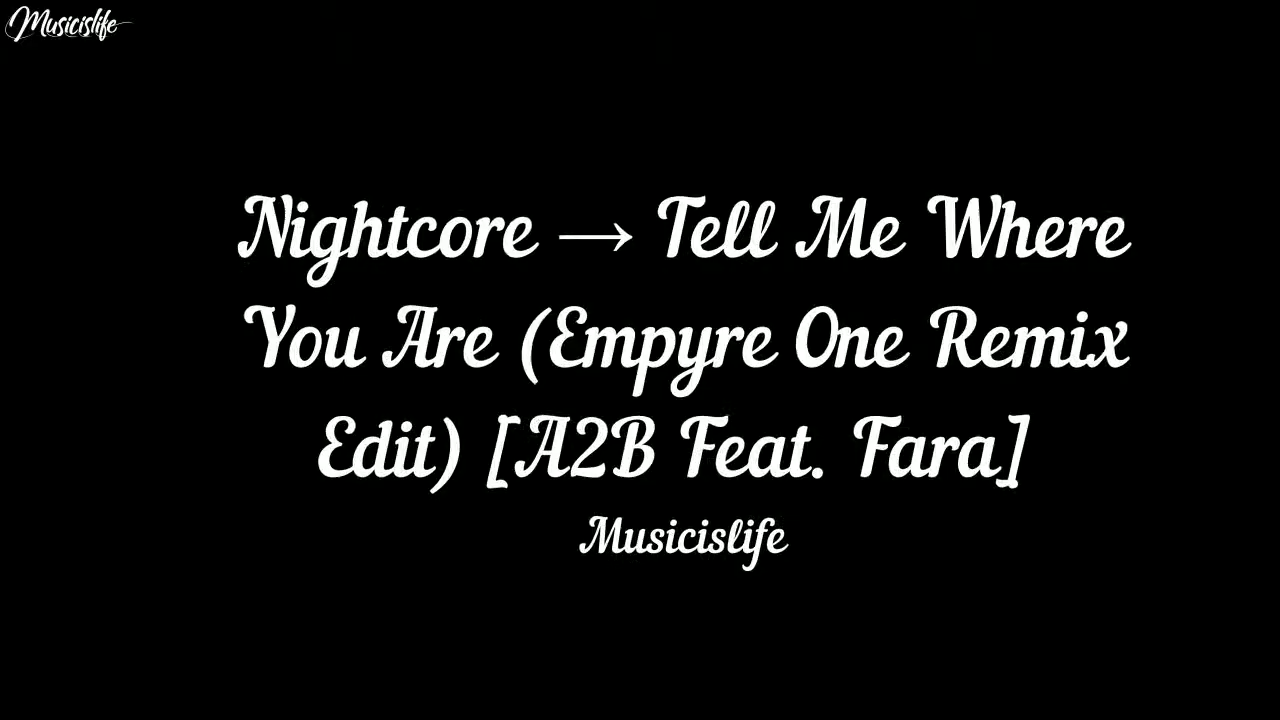 Musicislife
Nightcore → Tell Me Where
You Are (Empyre One Remix
Edit) [A2B Feat. Fara]
Musicislife